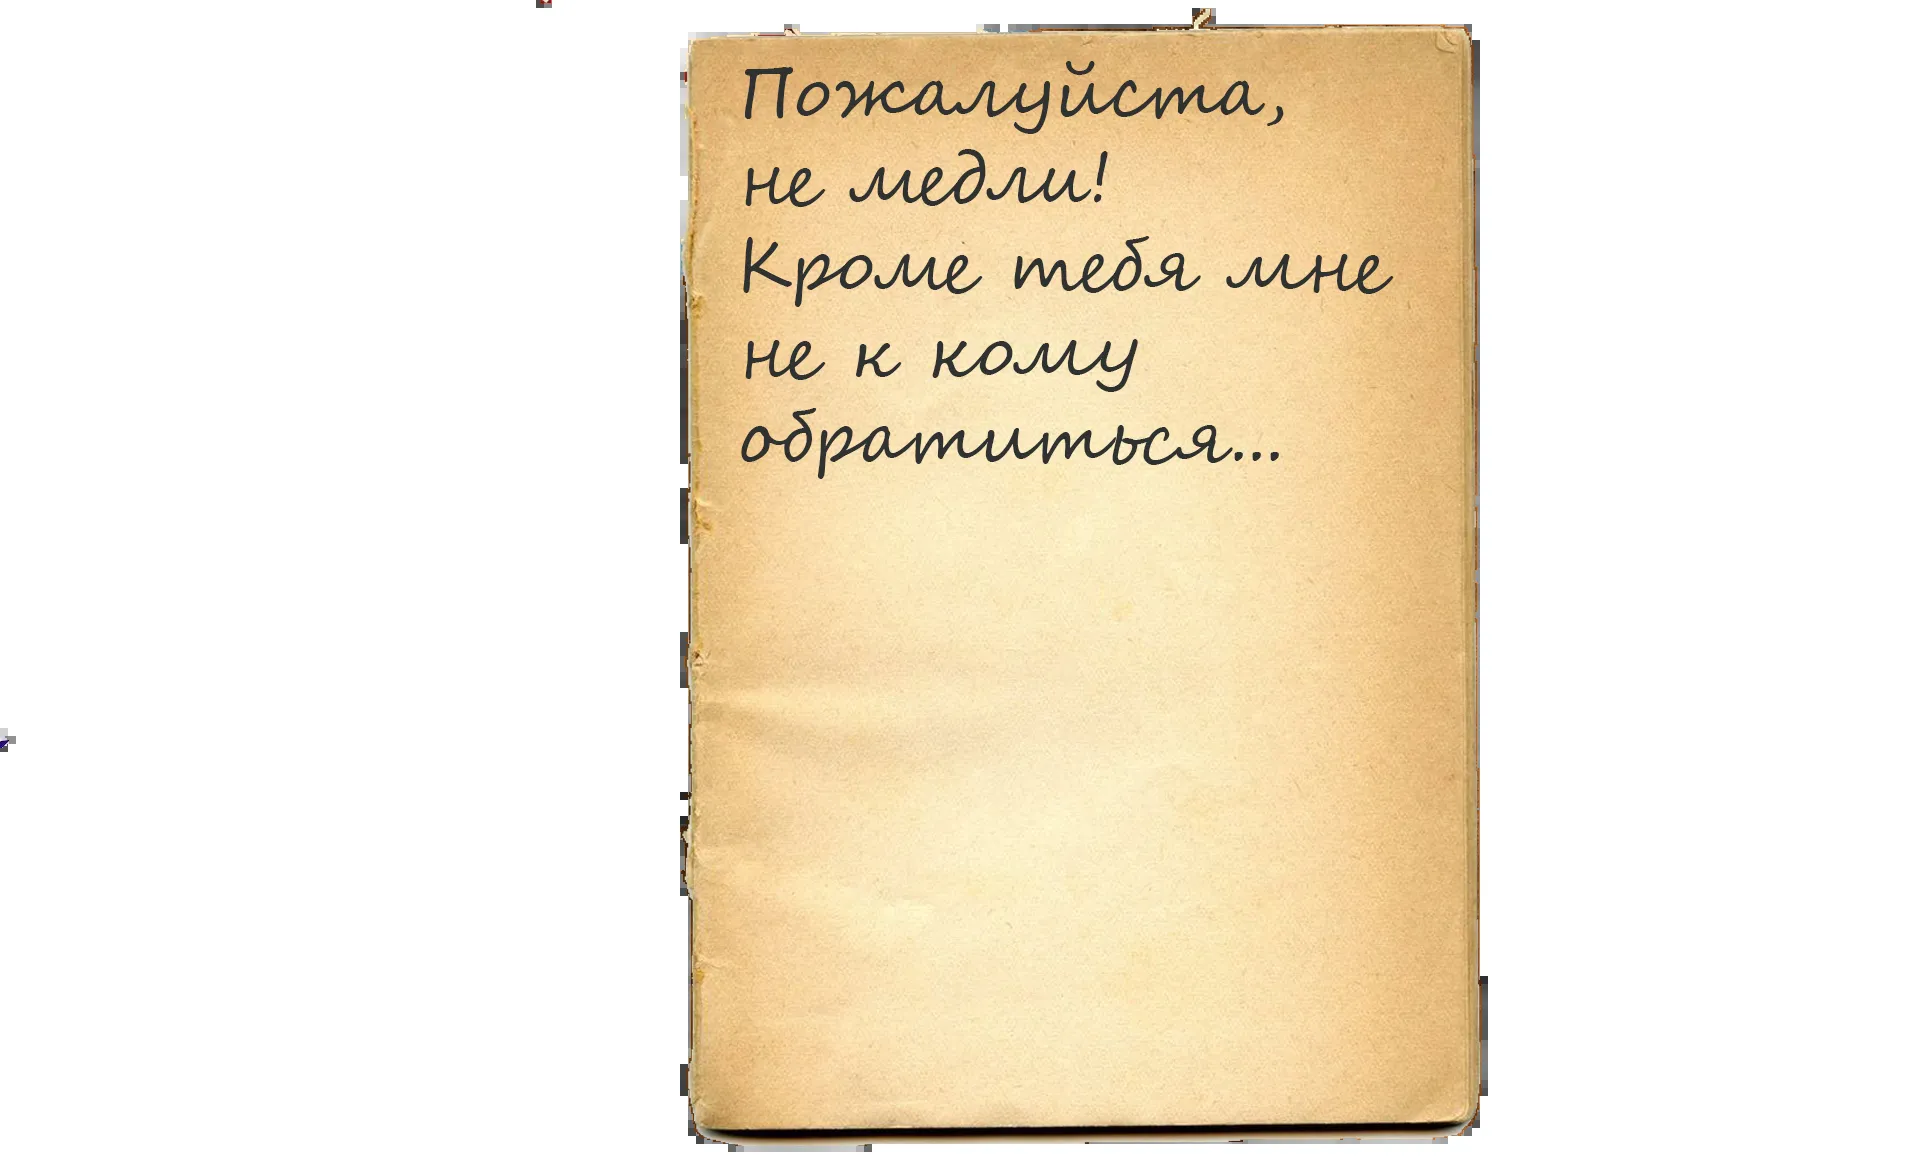 Пожалуйста,
не медли!
Кроме тебя мне
не к кому
обратиться...